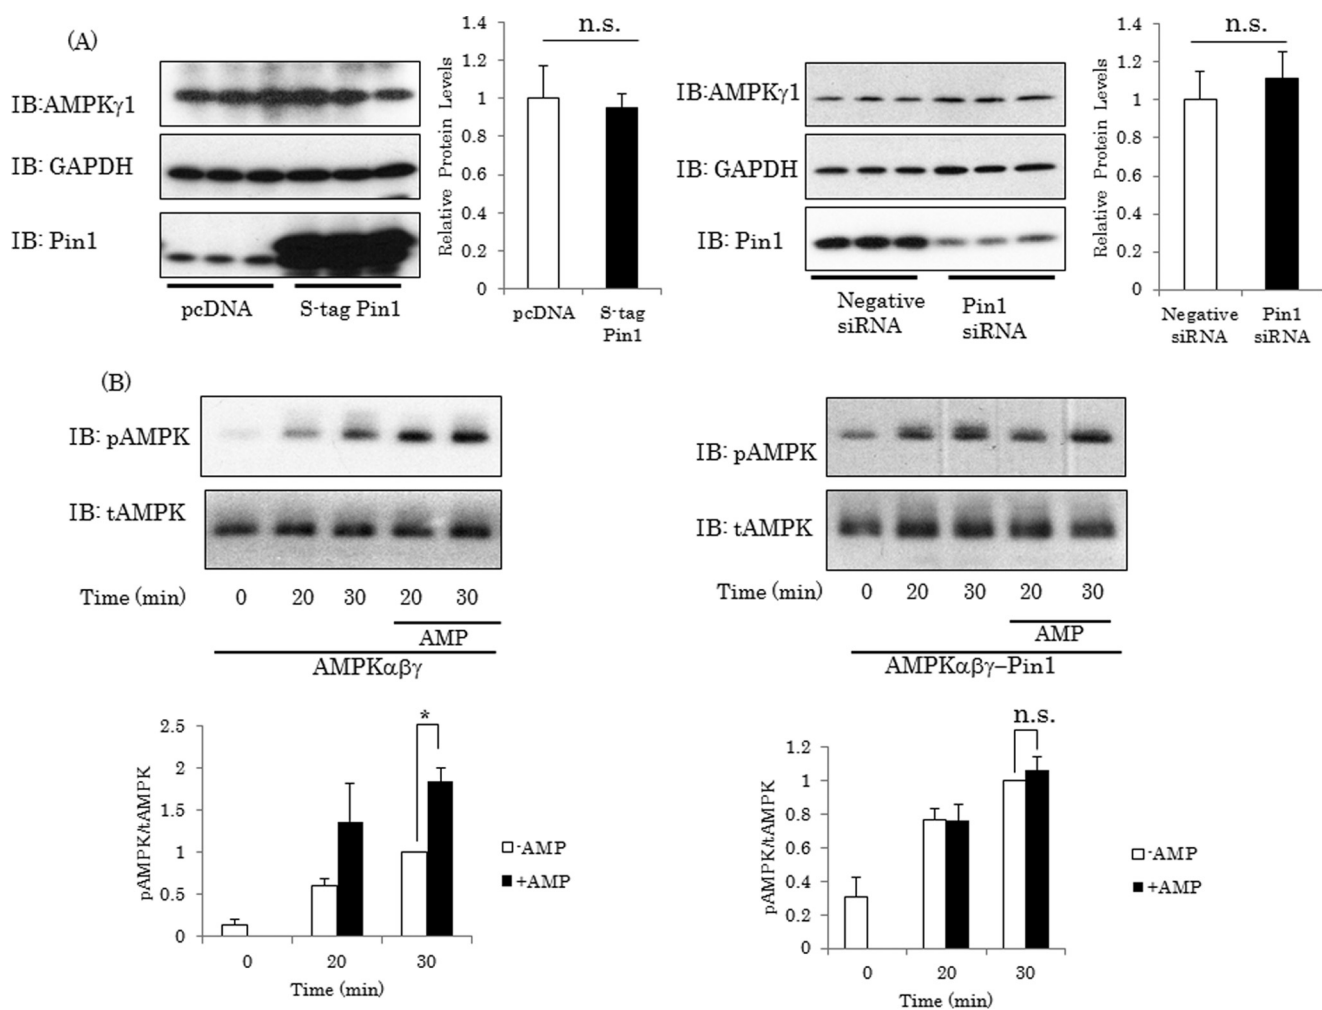 (A)
IB:AMPKγ1
IB: GAPDH
IB: Pin1
pcDNA
S-tag Pin1
Relative Protein Levels
1.4
1.2
1
0.8
0.6
0.4
0.2
0
n.s.
pcDNA
S-tag
Pin1
IB:AMPKγ1
IB: GAPDH
IB: Pin1
Negative
siRNA
Pin1
siRNA
Relative Protein Levels
1.4
1.2
1
0.8
0.6
0.4
0.2
0
n.s.
Negative
siRNA
Pin1
siRNA
(B)
IB: pAMPK
IB: tAMPK
Time (min) 0 20 30 20 30
AMP
AMPKαβγ
IB: pAMPK
IB: tAMPK
Time (min) 0 20 30 20 30
AMP
AMPKαβγ–Pin1
pAMPK/tAMPK
2.5
2
1.5
1
0.5
0
*
-AMP
+AMP
0 20 30
Time (min)
pAMPK/tAMPK
1.2
1
0.8
0.6
0.4
0.2
0
n.s.
-AMP
+AMP
0 20 30
Time (min)